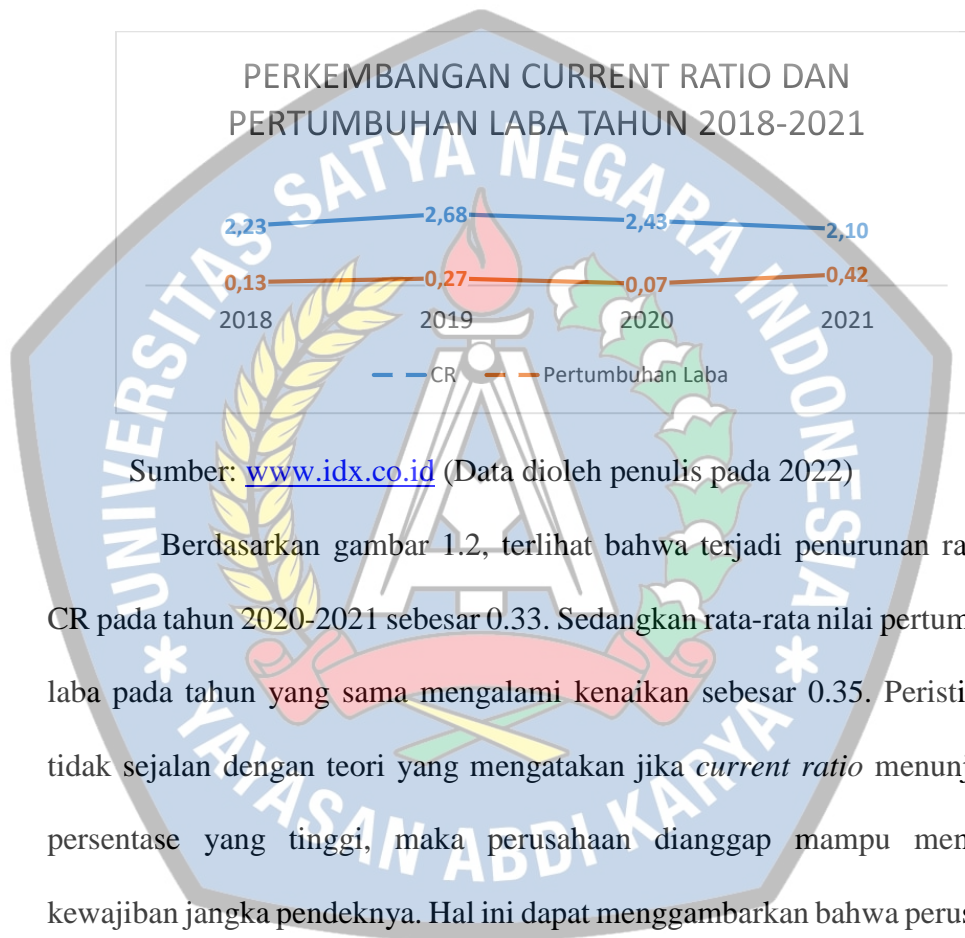 PERKEMBANGAN CURRENT RATIO DAN
PERTUMBUHAN LABA TAHUN 2018-2021
UNIVERSITAS SATYA NEGARA INDONESIA
2,23 2,68 2,43 2,10
0,13 0,27 0,07 0,42
2018 2019 2020 2021
CR Pertumbuhan Laba
Sumber: www.idx.co.id (Data dioleh penulis pada 2022)
Berdasarkan gambar 1.2, terlihat bahwa terjadi penurunan ra
CR pada tahun 2020-2021 sebesar 0.33. Sedangkan rata-rata nilai pertum
laba pada tahun yang sama mengalami kenaikan sebesar 0.35. Peristi
tidak sejalan dengan teori yang mengatakan jika current ratio menunj
persentase yang tinggi, maka perusahaan dianggap mampu men
kewajiban jangka pendeknya. Hal ini dapat menggambarkan bahwa perus
* YAYASAN ABDI KARYA *